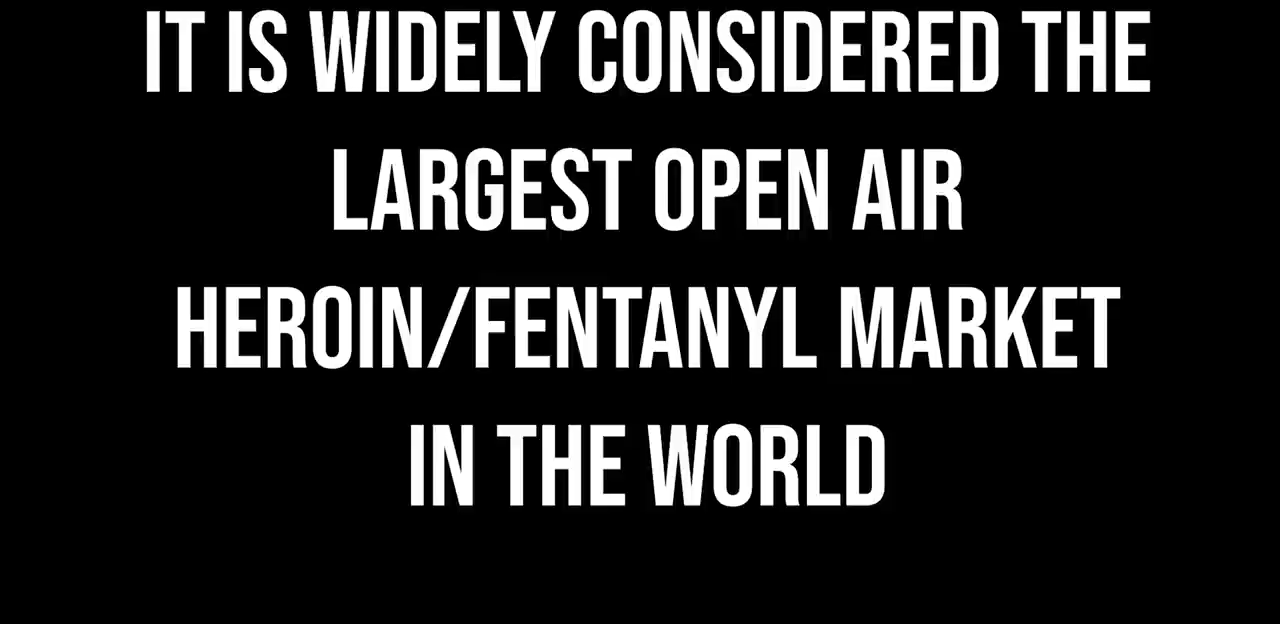 IT IS WIDELY CONSIDERED THE
LARGEST OPEN AIR
HEROIN/FENTANYL MARKET
IN THE WORLD